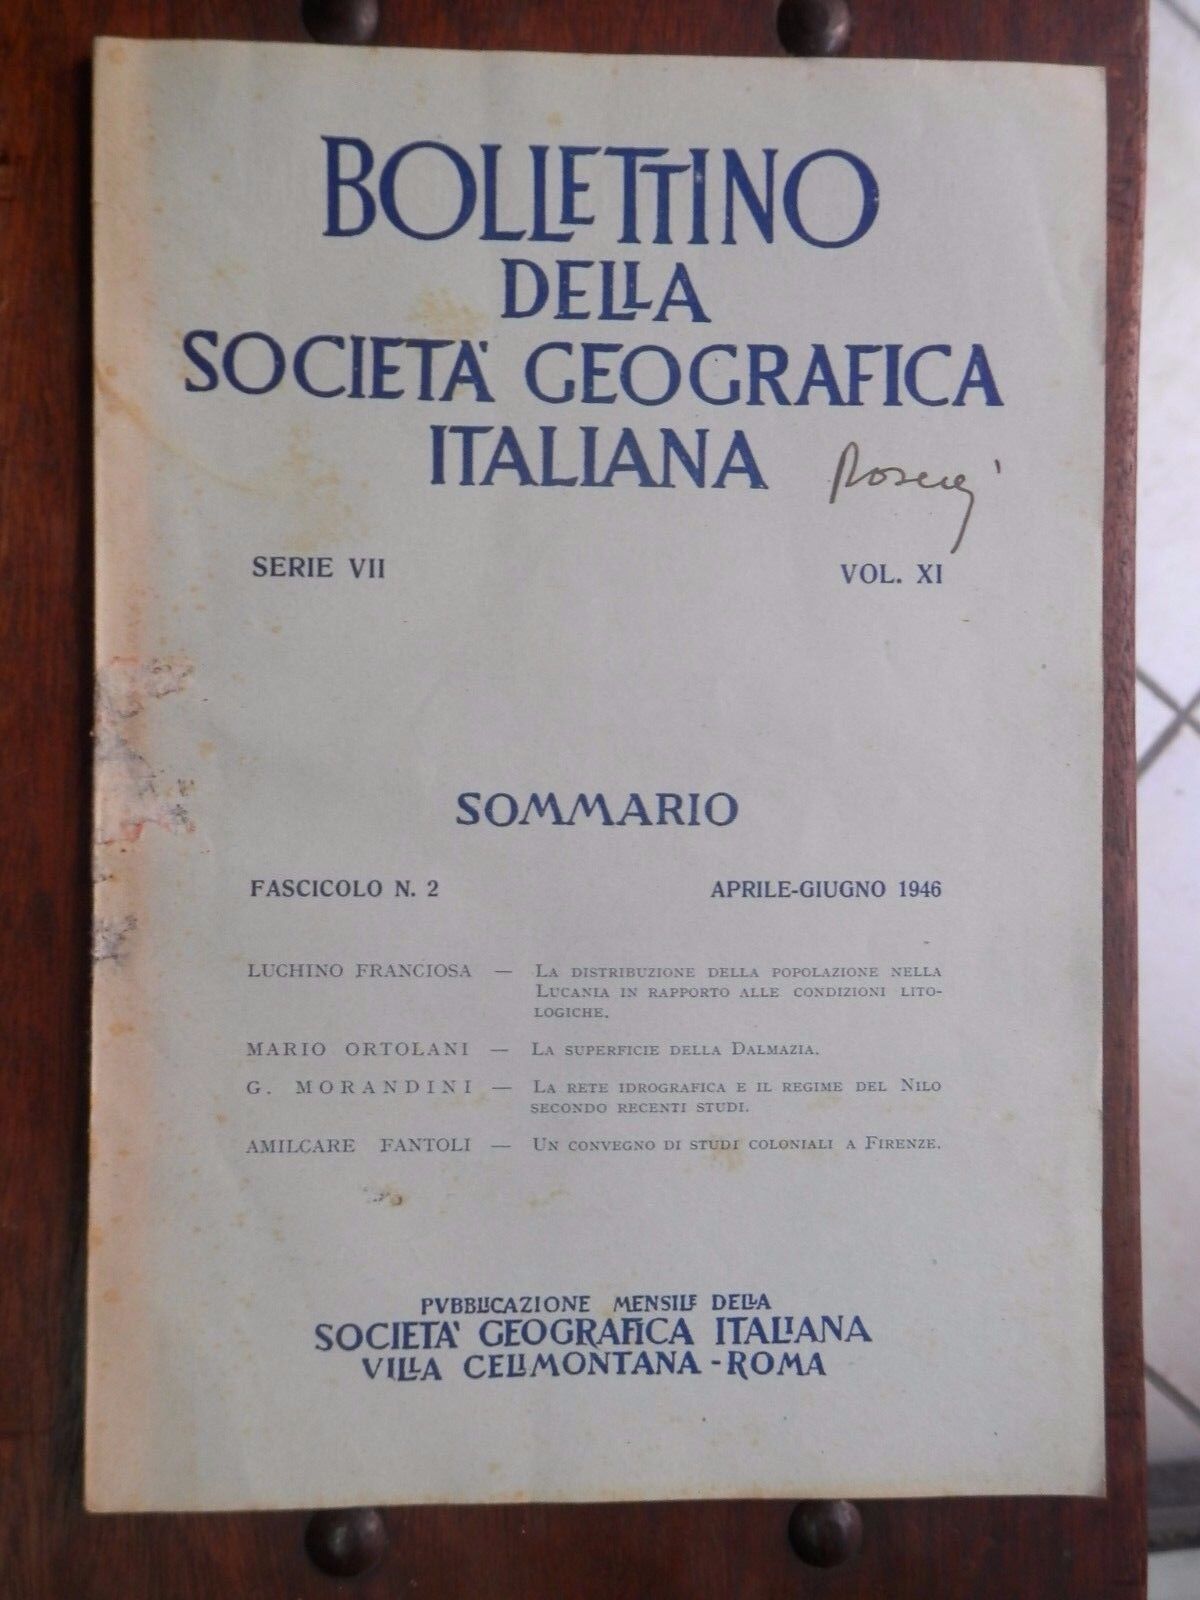 BOLLETTINO
DELLA
SOCIETA' GEOGRAFICA
ITALIANA
SERIE VII VOL. XI
SOMMARIO
FASCICOLO N. 2 APRILE-GIUGNO 1946
LUCHINO FRANCIOSA — LA DISTRIBUZIONE DELLA POPOLAZIONE NELLA
LUCANIA IN RAPPORTO ALLE CONDIZIONI LITO-
LOGICHE.
MARIO ORTOLANI — LA SUPERFICIE DELLA DALMAZIA.
G. MORANDINI — LA RETE IDROGRAFICA E IL REGIME DEL NILO
SECONDO RECENTI STUDI.
AMILCARE FANTOLI — UN CONVEGNO DI STUDI COLONIALI A FIRENZE.
PVBBLICAZIONE MENSILE DELLA
SOCIETA' GEOGRAFICA ITALIANA
VILLA CELIMONTANA - ROMA